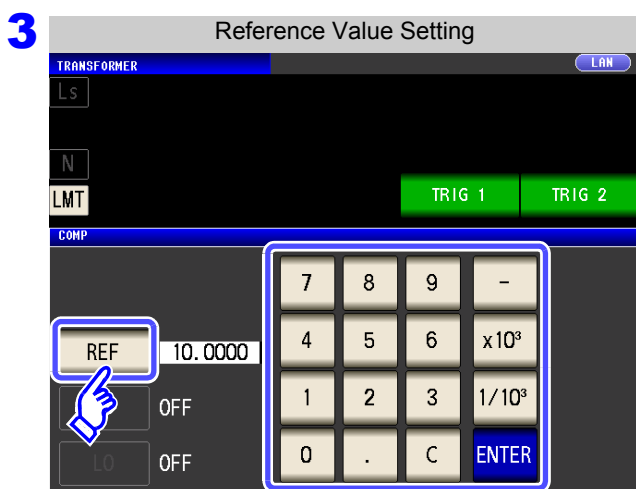 3
Reference Value Setting
TRANSFORMER LAN
Ls
N
LMT TRIG 1 TRIG 2
COMP
7 8 9 −
REF 10.0000 4 5 6 x10³
OFF 1 2 3 1/10³
LO OFF 0 . C ENTER